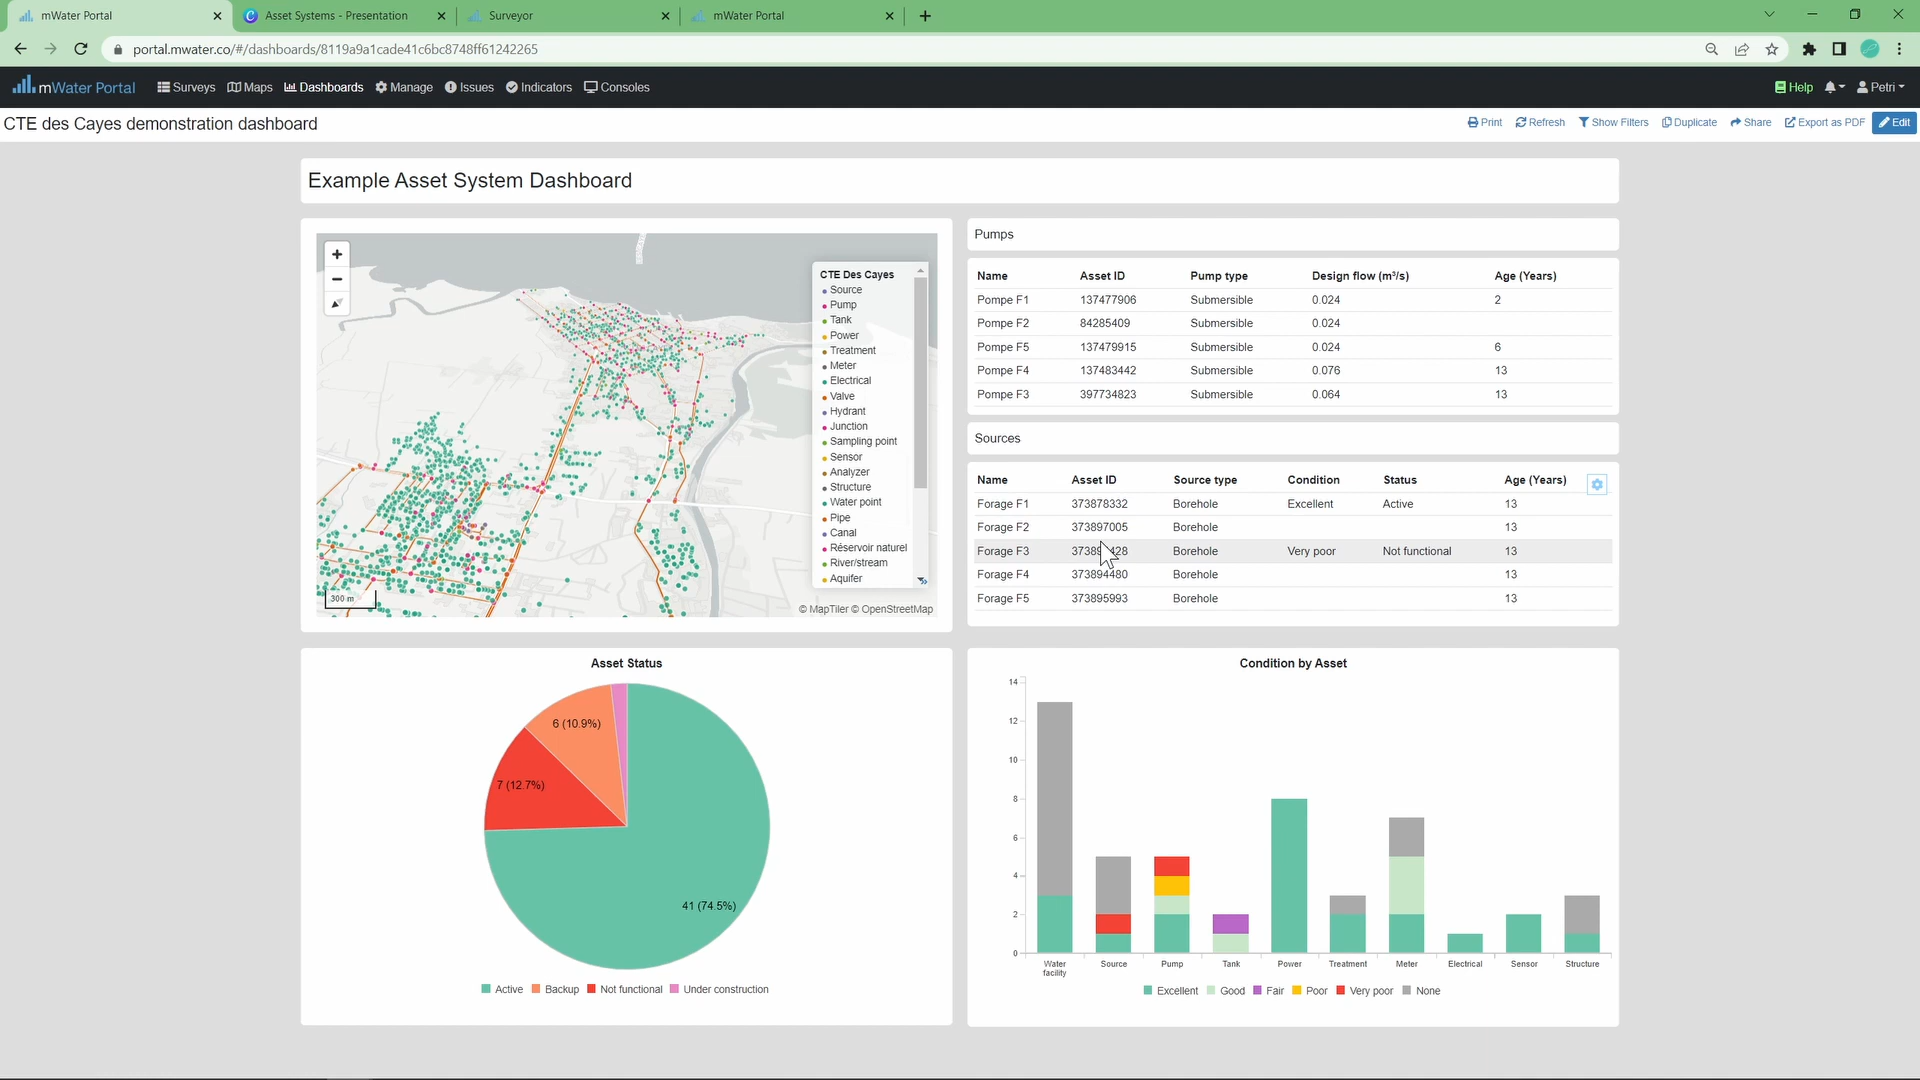 mWater Portal
Asset Systems - Presentation
Surveyor
mWater Portal
portal.mwater.co/#/dashboards/8119a9a1cade41c6bc8748ff61242265
mWater Portal Surveys Maps Dashboards Manage Issues Indicators Consoles Help Petri
CTE des Cayes demonstration dashboard Print Refresh Show Filters Duplicate Share Export as PDF Edit
Example Asset System Dashboard
CTE Des Cayes
Source
Pump
Tank
Power
Treatment
Meter
Electrical
Valve
Hydrant
Junction
Sampling point
Sensor
Analyzer
Structure
Water point
Pipe
Canal
Réservoir naturel
River/stream
Aquifer
300 m
© MapTiler © OpenStreetMap
Pumps
Name Asset ID Pump type Design flow (m³/s) Age (Years)
Pompe F1 137477906 Submersible 0.024 2
Pompe F2 84285409 Submersible 0.024
Pompe F5 137479915 Submersible 0.024 6
Pompe F4 137483442 Submersible 0.076 13
Pompe F3 397734823 Submersible 0.064 13
Sources
Name Asset ID Source type Condition Status Age (Years)
Forage F1 373878332 Borehole Excellent Active 13
Forage F2 373897005 Borehole 13
Forage F3 Borehole Very poor Not functional 13
Forage F4 373894480 Borehole 13
Forage F5 373895993 Borehole 13
Asset Status
6 (10.9%)
7 (12.7%)
41 (74.5%)
Active Backup Not functional Under construction
Condition by Asset
14
12
10
8
6
4
2
0
Water facility Source Pump Tank Power Treatment Meter Electrical Sensor Structure
Excellent Good Fair Poor Very poor None